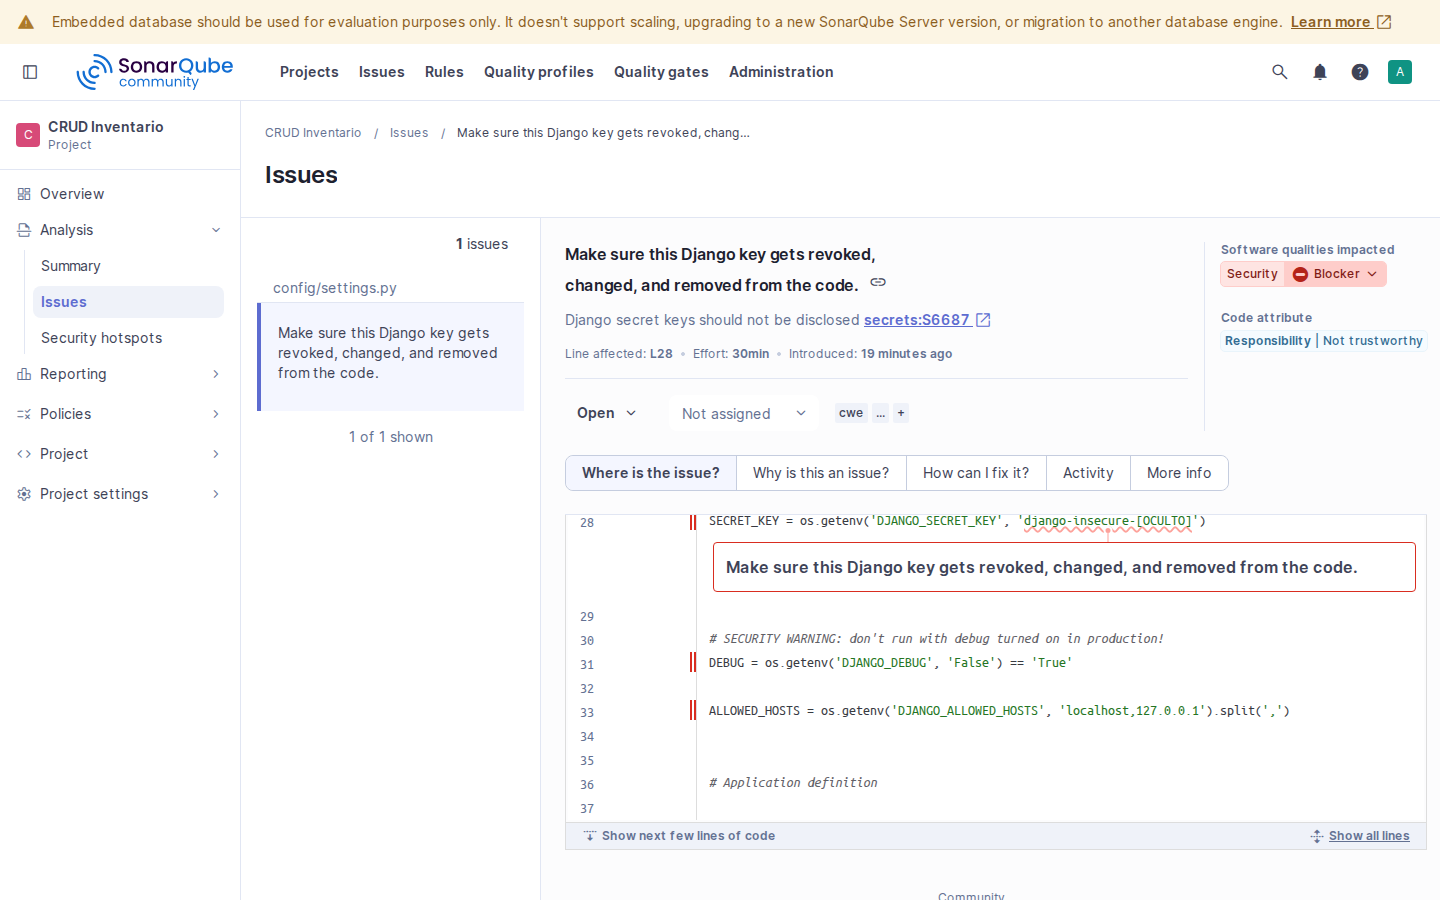 Embedded database should be used for evaluation purposes only. It doesn't support scaling, upgrading to a new SonarQube Server version, or migration to another database engine. Learn more
SonarQube community
Projects Issues Rules Quality profiles Quality gates Administration
A
C
CRUD Inventario
Project
Overview
Analysis
Summary
Issues
Security hotspots
Reporting
Policies
Project
Project settings
CRUD Inventario / Issues / Make sure this Django key gets revoked, chang...
Issues
1 issues
config/settings.py
Make sure this Django key gets
revoked, changed, and removed
from the code.
1 of 1 shown
Make sure this Django key gets revoked,
changed, and removed from the code.
Django secret keys should not be disclosed secrets:S6687
Line affected: L28 • Effort: 30min • Introduced: 19 minutes ago
Open Not assigned cwe ... +
Software qualities impacted
Security Blocker
Code attribute
Responsibility | Not trustworthy
Where is the issue? Why is this an issue? How can I fix it? Activity More info
28 SECRET_KEY = os.getenv('DJANGO_SECRET_KEY', 'django-insecure-[OCULTO]')
Make sure this Django key gets revoked, changed, and removed from the code.
29
30 # SECURITY WARNING: don't run with debug turned on in production!
31 DEBUG = os.getenv('DJANGO_DEBUG', 'False') == 'True'
32
33 ALLOWED_HOSTS = os.getenv('DJANGO_ALLOWED_HOSTS', 'localhost,127.0.0.1').split(',')
34
35
36 # Application definition
37
Show next few lines of code Show all lines
Community